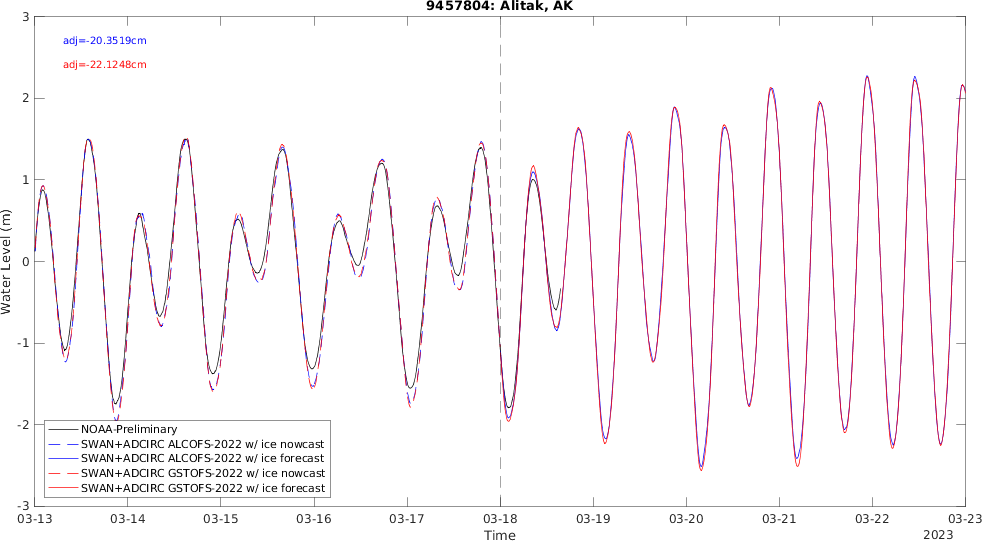 9457804: Alitak, AK
adj=-20.3519cm
adj=-22.1248cm
3
2
1
0
-1
-2
-3
Water Level (m)
NOAA-Preliminary
SWAN+ADCIRC ALCOFS-2022 w/ ice nowcast
SWAN+ADCIRC ALCOFS-2022 w/ ice forecast
SWAN+ADCIRC GSTOFS-2022 w/ ice nowcast
SWAN+ADCIRC GSTOFS-2022 w/ ice forecast
03-13 03-14 03-15 03-16 03-17 03-18 03-19 03-20 03-21 03-22 03-23
Time
2023